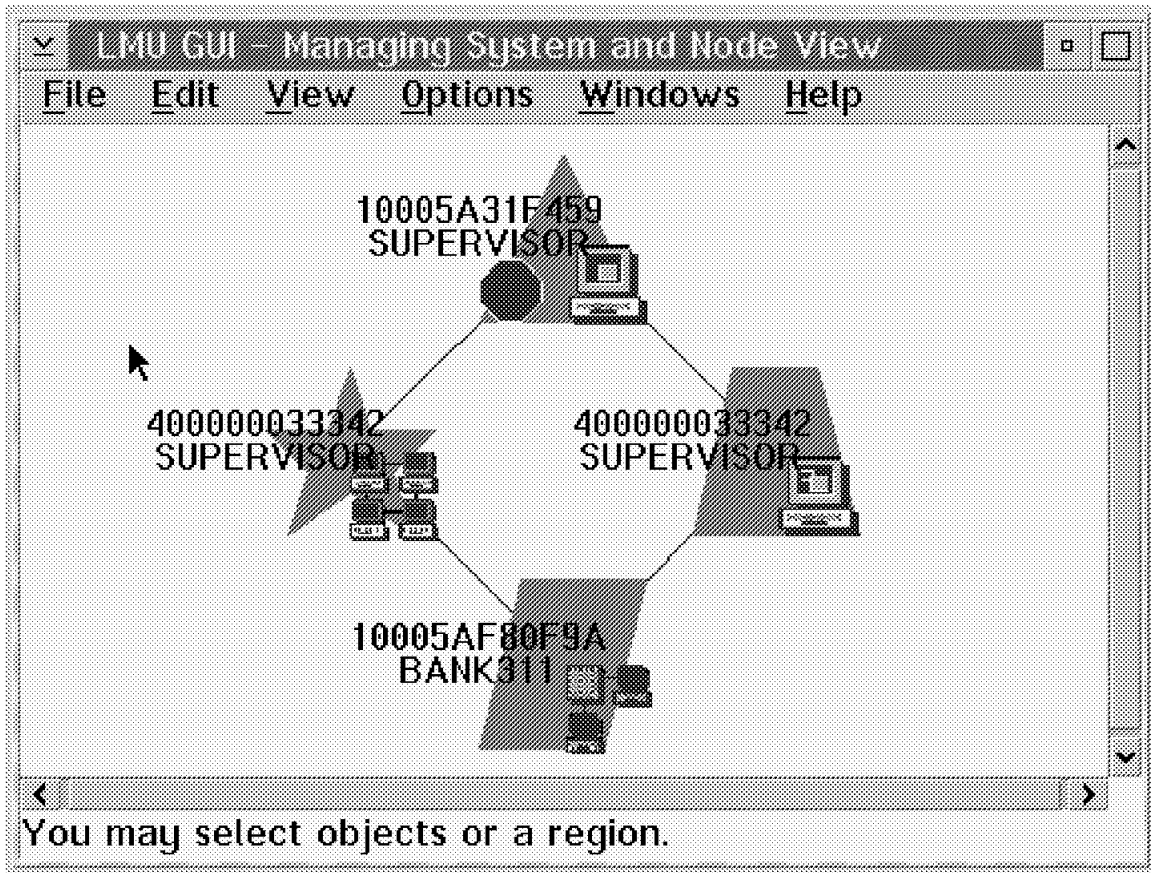 LMU GUI – Managing System and Node View
File Edit View Options Windows Help
10005A31F459
SUPERVISOR
400000033342
SUPERVISOR
400000033342
SUPERVISOR
10005AF80F9A
BANK311
You may select objects or a region.